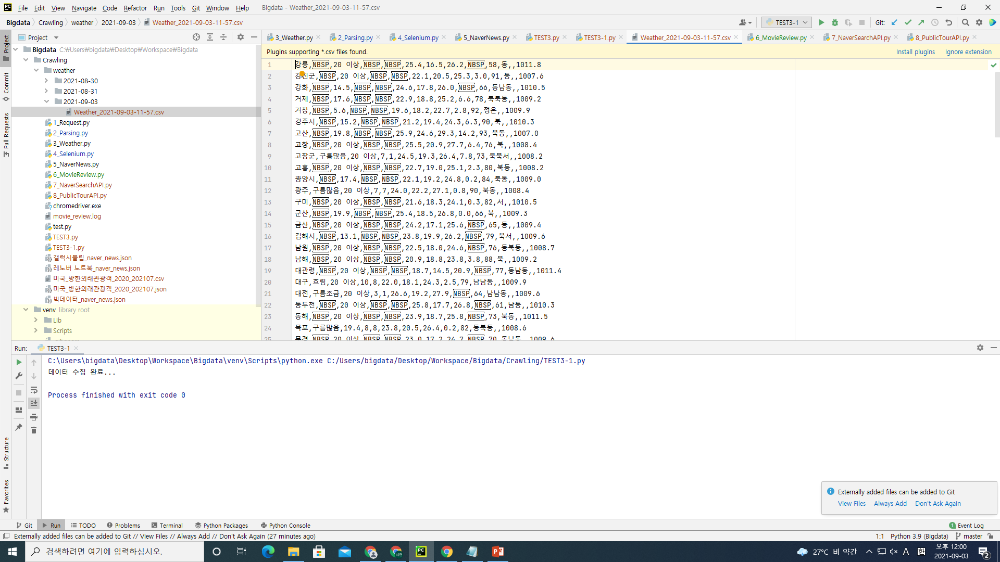 PC File Edit View Navigate Code Refactor Run Tools Git Window Help Bigdata - Weather_2021-09-03-11-57.csv
Bigdata Crawling weather 2021-09-03 Weather_2021-09-03-11-57.csv TEST3-1 Git:
Project 3_Weather.py 2_Parsing.py 4_Selenium.py 5_NaverNews.py TEST3.py TEST3-1.py Weather_2021-09-03-11-57.csv 6_MovieReview.py 7_NaverSearchAPI.py 8_PublicTourAPI.py
Plugins supporting *.csv files found. Install plugins Ignore extension
Project
Commit
Pull Requests
Structure
Favorites
Bigdata C:₩Users₩bigdata₩Desktop₩Workspace₩Bigdata
Crawling
weather
2021-08-30
2021-08-31
2021-09-03
Weather_2021-09-03-11-57.csv
1_Request.py
2_Parsing.py
3_Weather.py
4_Selenium.py
5_NaverNews.py
6_MovieReview.py
7_NaverSearchAPI.py
8_PublicTourAPI.py
chromedriver.exe
movie_review.log
test.py
TEST3.py
TEST3-1.py
갤럭시플립_naver_news.json
레노버 노트북_naver_news.json
미국_방한외래관광객_2020_202107.csv
미국_방한외래관광객_2020_202107.json
빅데이터_naver_news.json
venv library root
Lib
Scripts
.gitignore
1 강릉,NBSP,20 이상,NBSP,NBSP,25.4,16.5,26.2,NBSP,58,동,,1011.8
2 강진군,NBSP,20 이상,NBSP,NBSP,22.1,20.5,25.3,3.0,91,동,,1007.6
3 강화,NBSP,14.5,NBSP,NBSP,24.6,17.8,26.0,NBSP,66,동남동,,1010.5
4 거제,NBSP,17.6,NBSP,NBSP,22.9,18.8,25.2,6.6,78,북북동,,1009.2
5 거창,NBSP,5.6,NBSP,NBSP,19.6,18.2,22.7,2.8,92,정온,,1009.9
6 경주시,NBSP,15.2,NBSP,NBSP,21.2,19.4,24.3,6.3,90,북,,1010.3
7 고산,NBSP,19.8,NBSP,NBSP,25.9,24.6,29.3,14.2,93,북동,,1007.0
8 고창,NBSP,20 이상,NBSP,NBSP,25.5,20.9,27.7,6.4,76,북,,1008.4
9 고창군,구름많음,20 이상,7,1,24.5,19.3,26.4,7.8,73,북북서,,1008.2
10 고흥,NBSP,20 이상,NBSP,NBSP,22.7,19.0,25.1,2.3,80,북동,,1008.2
11 광양시,NBSP,17.4,NBSP,NBSP,22.1,19.2,24.8,0.2,84,북동,,1009.0
12 광주,구름많음,20 이상,7,7,24.0,22.2,27.1,0.8,90,북동,,1008.4
13 구미,NBSP,20 이상,NBSP,NBSP,21.6,18.3,24.1,0.3,82,서,,1010.5
14 군산,NBSP,19.9,NBSP,NBSP,25.4,18.5,26.8,0.0,66,북,,1009.3
15 금산,NBSP,20 이상,NBSP,NBSP,24.2,17.1,25.6,NBSP,65,동,,1009.4
16 김해시,NBSP,13.1,NBSP,NBSP,23.8,19.9,26.2,NBSP,79,북서,,1009.6
17 남원,NBSP,20 이상,NBSP,NBSP,22.5,18.0,24.6,NBSP,76,동북동,,1008.7
18 남해,NBSP,20 이상,NBSP,NBSP,20.9,18.8,23.8,3.8,88,북,,1009.2
19 대관령,NBSP,20 이상,NBSP,NBSP,18.7,14.5,20.9,NBSP,77,동남동,,1011.4
20 대구,흐림,20 이상,10,8,22.0,18.1,24.3,2.5,79,남남동,,1009.9
21 대전,구름조금,20 이상,3,1,26.6,19.2,27.9,NBSP,64,남남동,,1009.6
22 동두천,NBSP,20 이상,NBSP,NBSP,25.8,17.7,26.8,NBSP,61,남동,,1010.3
23 동해,NBSP,20 이상,NBSP,NBSP,23.9,18.7,25.8,NBSP,73,북동,,1011.5
24 목포,구름많음,19.4,8,8,23.8,20.5,26.4,0.2,82,동북동,,1008.6
25 문경,NBSP,20 이상,NBSP,NBSP,23.0,17.2,24.7,NBSP,70,동남동,,1009.6
Run: TEST3-1
C:\Users\bigdata\Desktop\Workspace\Bigdata\venv\Scripts\python.exe C:/Users/bigdata/Desktop/Workspace/Bigdata/Crawling/TEST3-1.py
데이터 수집 완료...
Process finished with exit code 0
Externally added files can be added to Git
View Files Always Add Don't Ask Again
Git Run TODO Problems Terminal Python Packages Python Console 1 Event Log
Externally added files can be added to Git // View Files // Always Add // Don't Ask Again (27 minutes ago) 1:1 Python 3.9 (Bigdata) master
검색하려면 여기에 입력하십시오. 시현 PC 27°C 비 약간 A 한 오후 12:00
2021-09-03 2